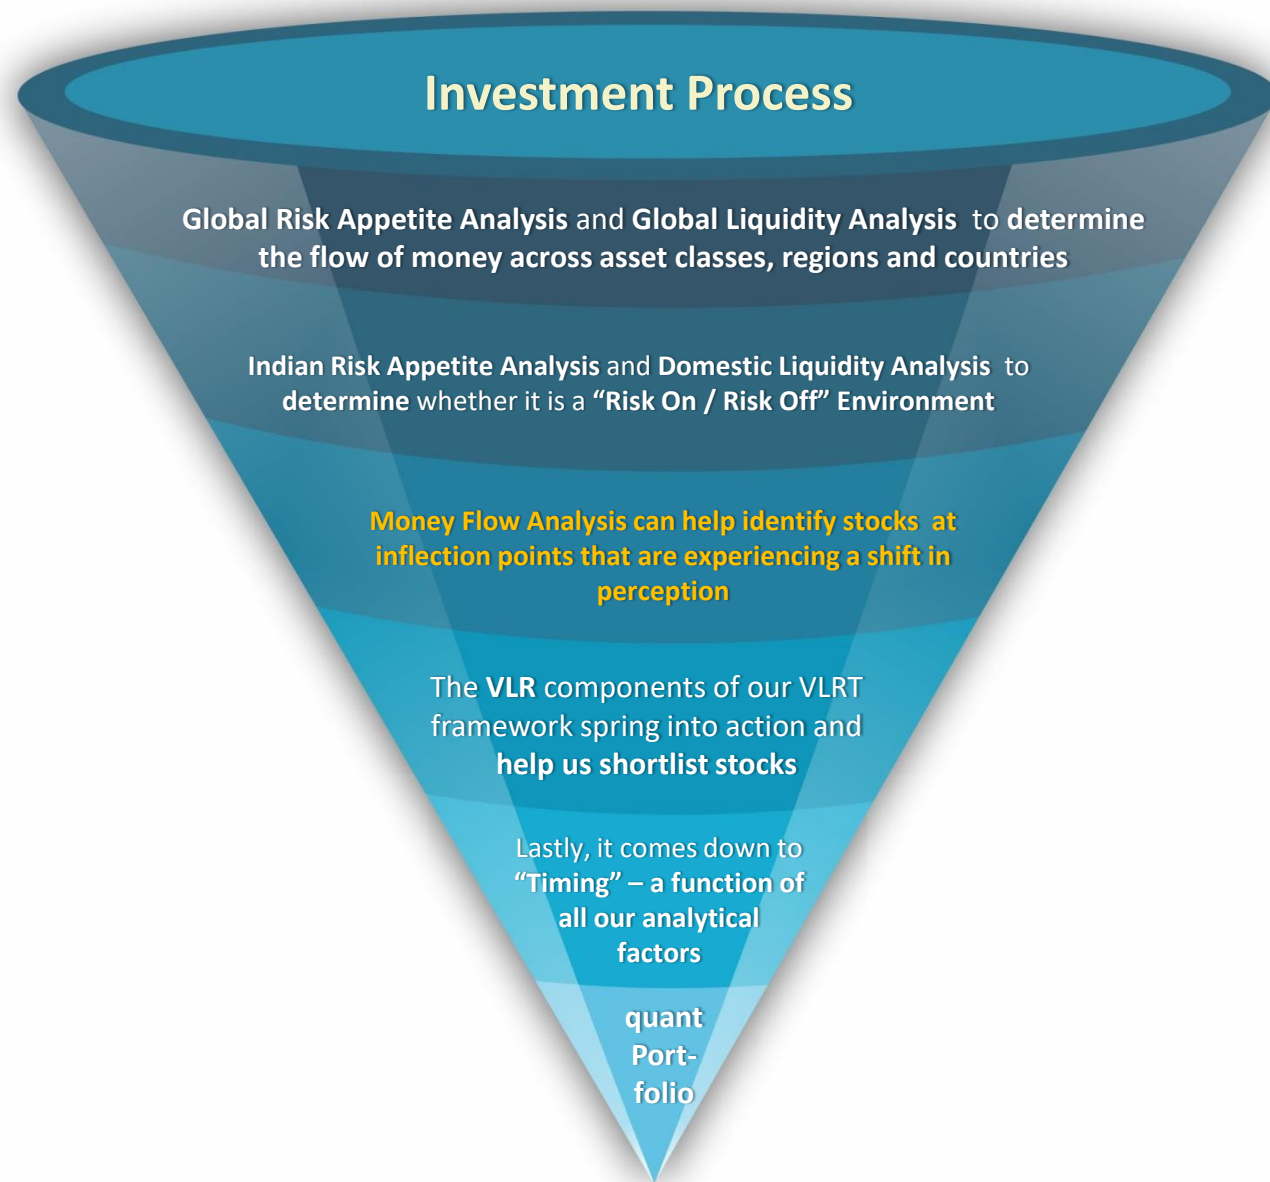 Investment Process
Global Risk Appetite Analysis and Global Liquidity Analysis to determine
the flow of money across asset classes, regions and countries
Indian Risk Appetite Analysis and Domestic Liquidity Analysis to
determine whether it is a “Risk On / Risk Off” Environment
Money Flow Analysis can help identify stocks at
inflection points that are experiencing a shift in
perception
The VLR components of our VLRT
framework spring into action and
help us shortlist stocks
Lastly, it comes down to
“Timing” – a function of
all our analytical
factors
quant
Port-
folio